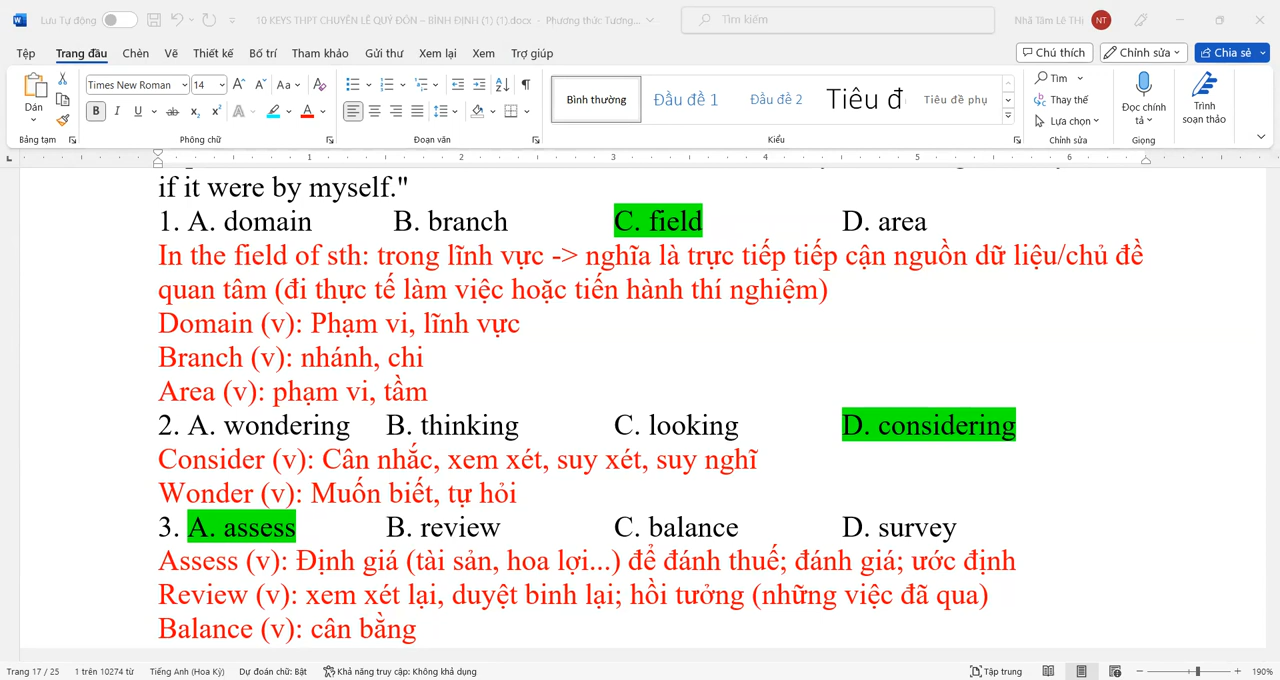 Lưu Tự động
10 KEYS THPT CHUYÊN LÊ QUÝ ĐÔN – BÌNH ĐỊNH (1) (1).docx - Phương thức Tương...
Tìm kiếm
Nhã Tâm Lê THị NT
Tệp Trang đầu Chèn Vẽ Thiết kế Bố trí Tham khảo Gửi thư Xem lại Xem Trợ giúp
Chú thích Chỉnh sửa Chia sẻ
Dán
Times New Roman 14
Bình thường Đầu đề 1 Đầu đề 2 Tiêu đ Tiêu đề phụ
Tìm
Thay thế
Lựa chọn
Đọc chính tả
Trình soạn thảo
Bảng tạm Phông chữ Đoạn văn Kiểu Chỉnh sửa Giọng
1 2 3 4 5 6
if it were by myself."
1. A. domain B. branch C. field D. area
In the field of sth: trong lĩnh vực -> nghĩa là trực tiếp tiếp cận nguồn dữ liệu/chủ đề
quan tâm (đi thực tế làm việc hoặc tiến hành thí nghiệm)
Domain (v): Phạm vi, lĩnh vực
Branch (v): nhánh, chi
Area (v): phạm vi, tầm
2. A. wondering B. thinking C. looking D. considering
Consider (v): Cân nhắc, xem xét, suy xét, suy nghĩ
Wonder (v): Muốn biết, tự hỏi
3. A. assess B. review C. balance D. survey
Assess (v): Định giá (tài sản, hoa lợi...) để đánh thuế; đánh giá; ước định
Review (v): xem xét lại, duyệt binh lại; hồi tưởng (những việc đã qua)
Balance (v): cân bằng
Trang 17 / 25 1 trên 10274 từ Tiếng Anh (Hoa Kỳ) Dự đoán chữ: Bật Khả năng truy cập: Không khả dụng Tập trung 190%